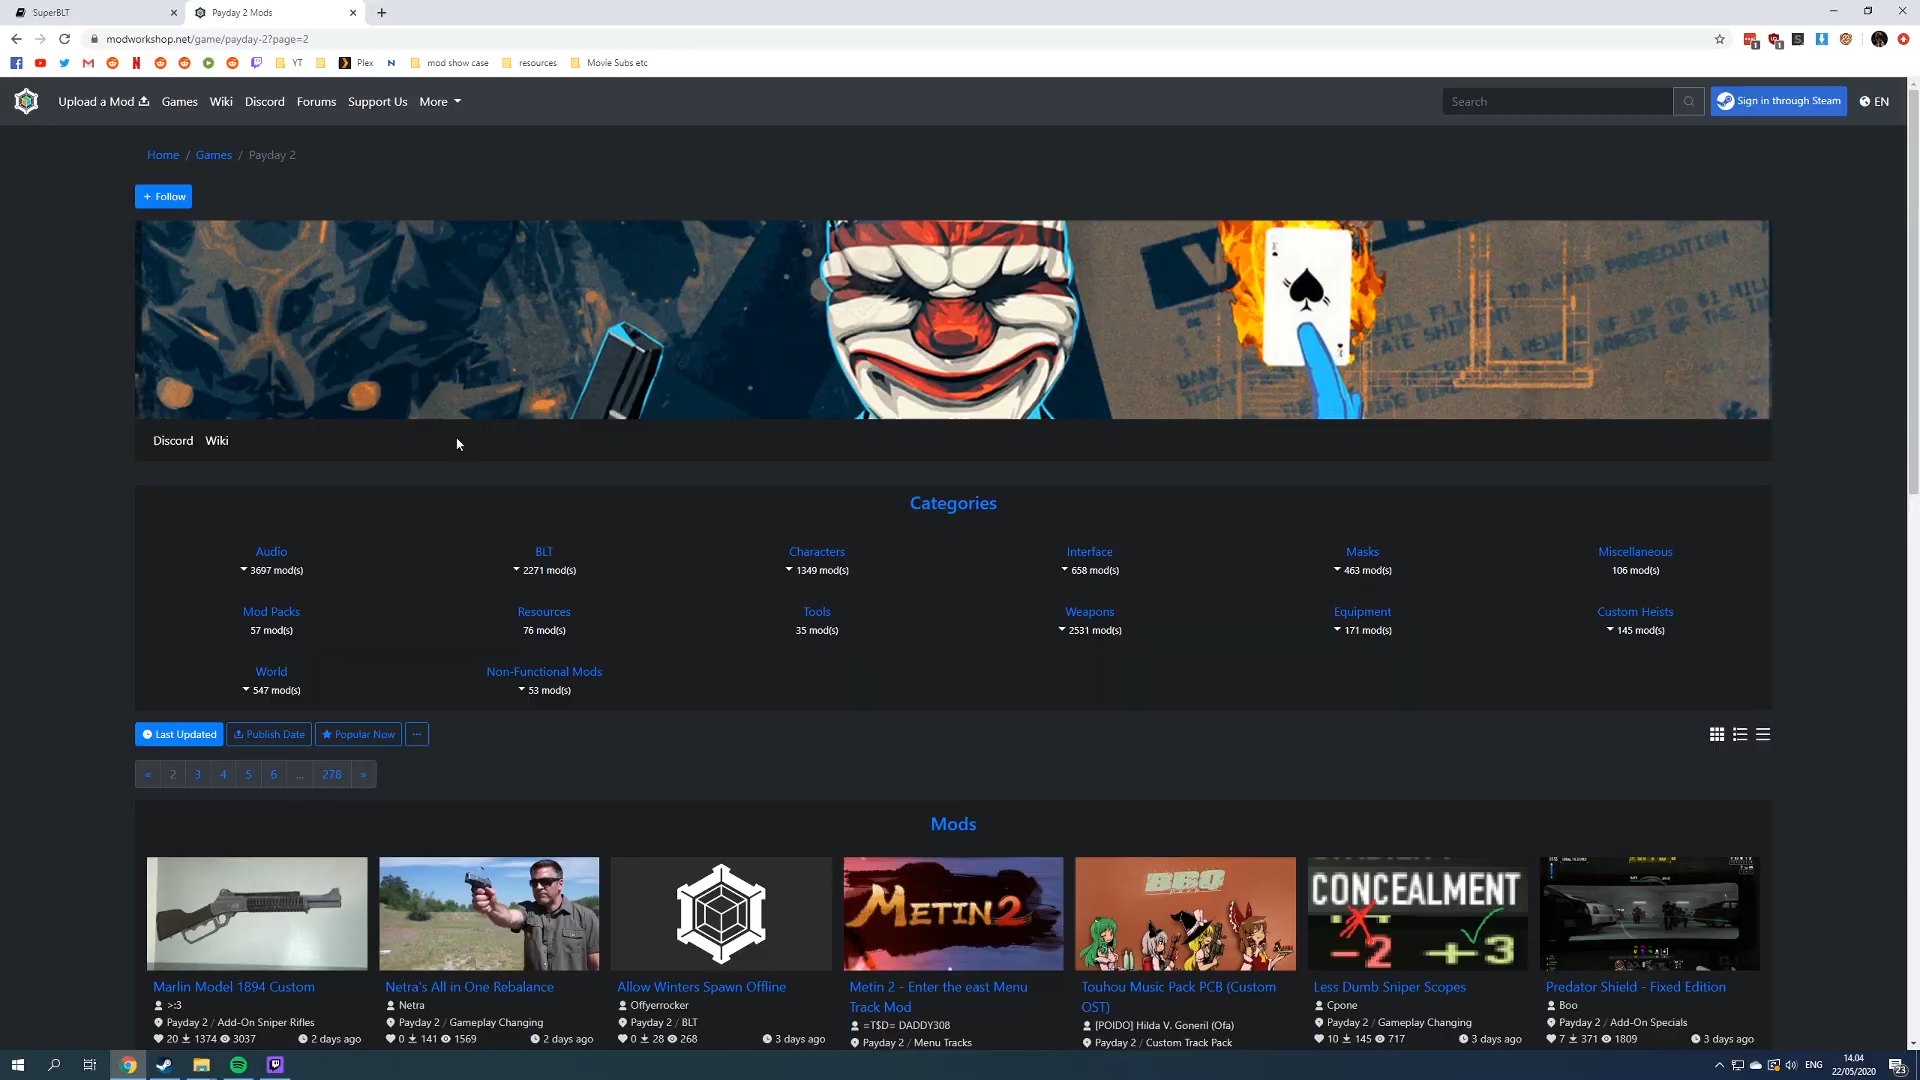 SuperBLT
Payday 2 Mods
modworkshop.net/game/payday-2?page=2
YT
Plex
mod show case
resources
Movie Subs etc
Upload a Mod
Games
Wiki
Discord
Forums
Support Us
More
Search
Sign in through Steam
EN
Home / Games / Payday 2
+ Follow
Discord
Wiki
Categories
Audio
BLT
Characters
Interface
Masks
Miscellaneous
3697 mod(s)
2271 mod(s)
1349 mod(s)
658 mod(s)
463 mod(s)
106 mod(s)
Mod Packs
Resources
Tools
Weapons
Equipment
Custom Heists
57 mod(s)
76 mod(s)
35 mod(s)
2531 mod(s)
171 mod(s)
145 mod(s)
World
Non-Functional Mods
547 mod(s)
53 mod(s)
Last Updated
Publish Date
Popular Now
...
« 2 3 4 5 6 ... 278 »
Mods
METIN 2
BBQ
CONCEALMENT
-2 +3
Marlin Model 1894 Custom
>:3
Payday 2 / Add-On Sniper Rifles
20 1374 3037
2 days ago
Netra's All in One Rebalance
Netra
Payday 2 / Gameplay Changing
0 141 1569
2 days ago
Allow Winters Spawn Offline
Offyerrocker
Payday 2 / BLT
0 28 268
3 days ago
Metin 2 - Enter the east Menu
Track Mod
=T$D= DADDY308
Payday 2 / Menu Tracks
Touhou Music Pack PCB (Custom
OST)
[POIDO] Hilda V. Goneril (Ofa)
Payday 2 / Custom Track Pack
Less Dumb Sniper Scopes
Cpone
Payday 2 / Gameplay Changing
10 145 717
3 days ago
Predator Shield - Fixed Edition
Boo
Payday 2 / Add-On Specials
7 371 1809
3 days ago
ENG
14.04
22/05/2020
23